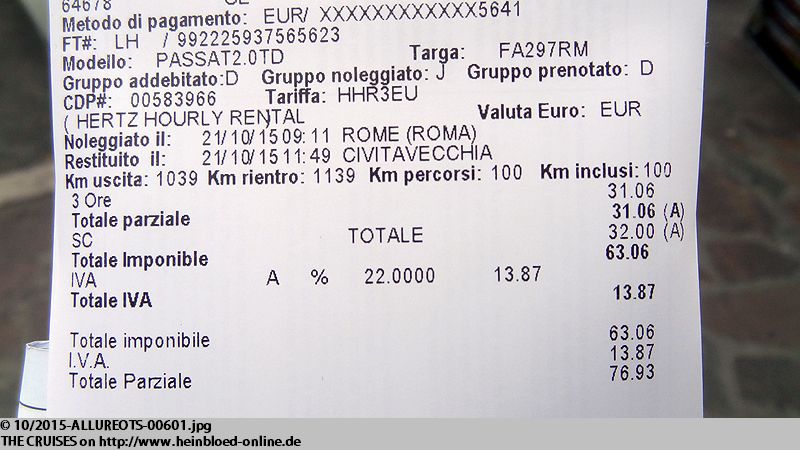 64678
Metodo di pagamento: EUR/ XXXXXXXXXXXX5641
FT#: LH / 992225937565623
Modello: PASSAT2.0TD Targa: FA297RM
Gruppo addebitato:D Gruppo noleggiato: J Gruppo prenotato: D
CDP#: 00583966 Tariffa: HHR3EU
( HERTZ HOURLY RENTAL ) Valuta Euro: EUR
Noleggiato il: 21/10/15 09:11 ROME (ROMA)
Restituito il: 21/10/15 11:49 CIVITAVECCHIA
Km uscita: 1039 Km rientro: 1139 Km percorsi: 100 Km inclusi: 100
3 Ore 31.06
Totale parziale 31.06 (A)
SC TOTALE 32.00 (A)
Totale Imponible 63.06
IVA A % 22.0000 13.87
Totale IVA 13.87
Totale imponibile 63.06
I.V.A. 13.87
Totale Parziale 76.93
© 10/2015-ALLUREOTS-00601.jpg
THE CRUISES on http://www.heinbloed-online.de